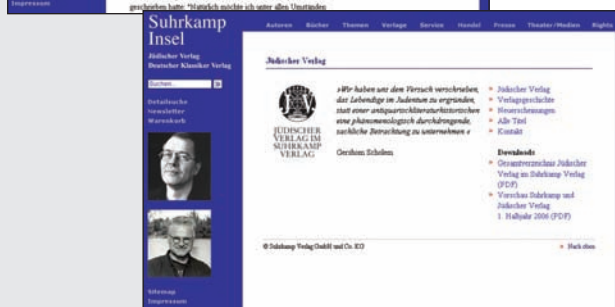 Impressum
geschrieben hatte: "Natürlich möchte ich unter allen Umständen
Suhrkamp
Insel
Jüdischer Verlag
Deutscher Klassiker Verlag
Suchen...
Detailsuche
Newsletter
Warenkorb
Sitemap
Impressum
Autoren Bücher Themen Verlage Service Handel Presse Theater/Medien Rights
Jüdischer Verlag
JÜDISCHER
VERLAG IM
SUHRKAMP
VERLAG
»Wir haben uns dem Versuch verschrieben,
das Lebendige im Judentum zu ergründen,
statt einer antiquarischliteraturhistorischen
eine phänomenologisch durchdringende,
sachliche Betrachtung zu unternehmen.«
Gershom Scholem
Jüdischer Verlag
Verlagsgeschichte
Neuerscheinungen
Alle Titel
Kontakt
Downloads
Gesamtverzeichnis Jüdischer
Verlag im Suhrkamp Verlag
(PDF)
Vorschau Suhrkamp und
Jüdischer Verlag
1. Halbjahr 2006 (PDF)
© Suhrkamp Verlag GmbH und Co. KG
Nach oben